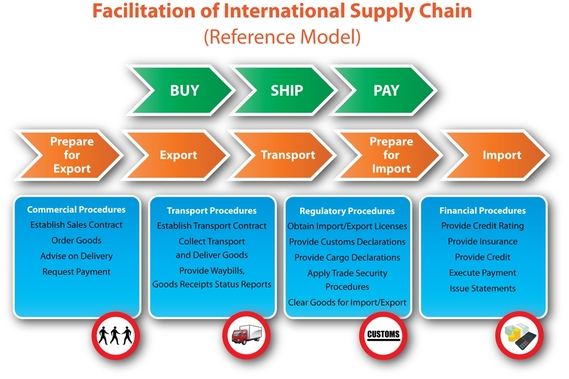 Facilitation of International Supply Chain
(Reference Model)
BUY
SHIP
PAY
Prepare
for
Export
Export
Transport
Prepare
for
Import
Import
Commercial Procedures
Establish Sales Contract
Order Goods
Advise on Delivery
Request Payment
Transport Procedures
Establish Transport Contract
Collect Transport
and Deliver Goods
Provide Waybills,
Goods Receipts Status Reports
Regulatory Procedures
Obtain Import/Export Licenses
Provide Customs Declarations
Provide Cargo Declarations
Apply Trade Security
Procedures
Clear Goods for Import/Export
Financial Procedures
Provide Credit Rating
Provide Insurance
Provide Credit
Execute Payment
Issue Statements
CUSTOMS